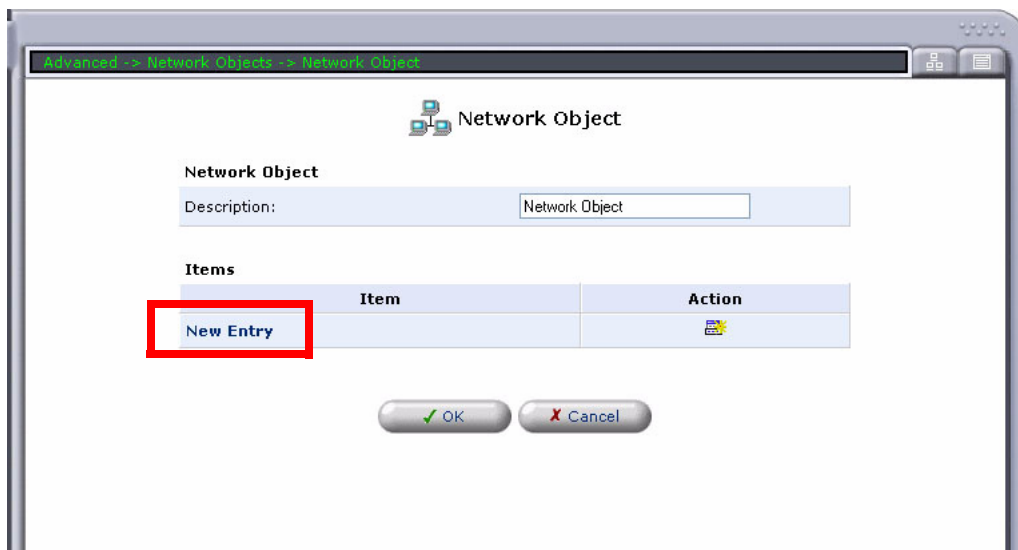 Advanced -> Network Objects -> Network Object
Network Object
Network Object
Description: Network Object
Items
Item Action
New Entry
OK Cancel